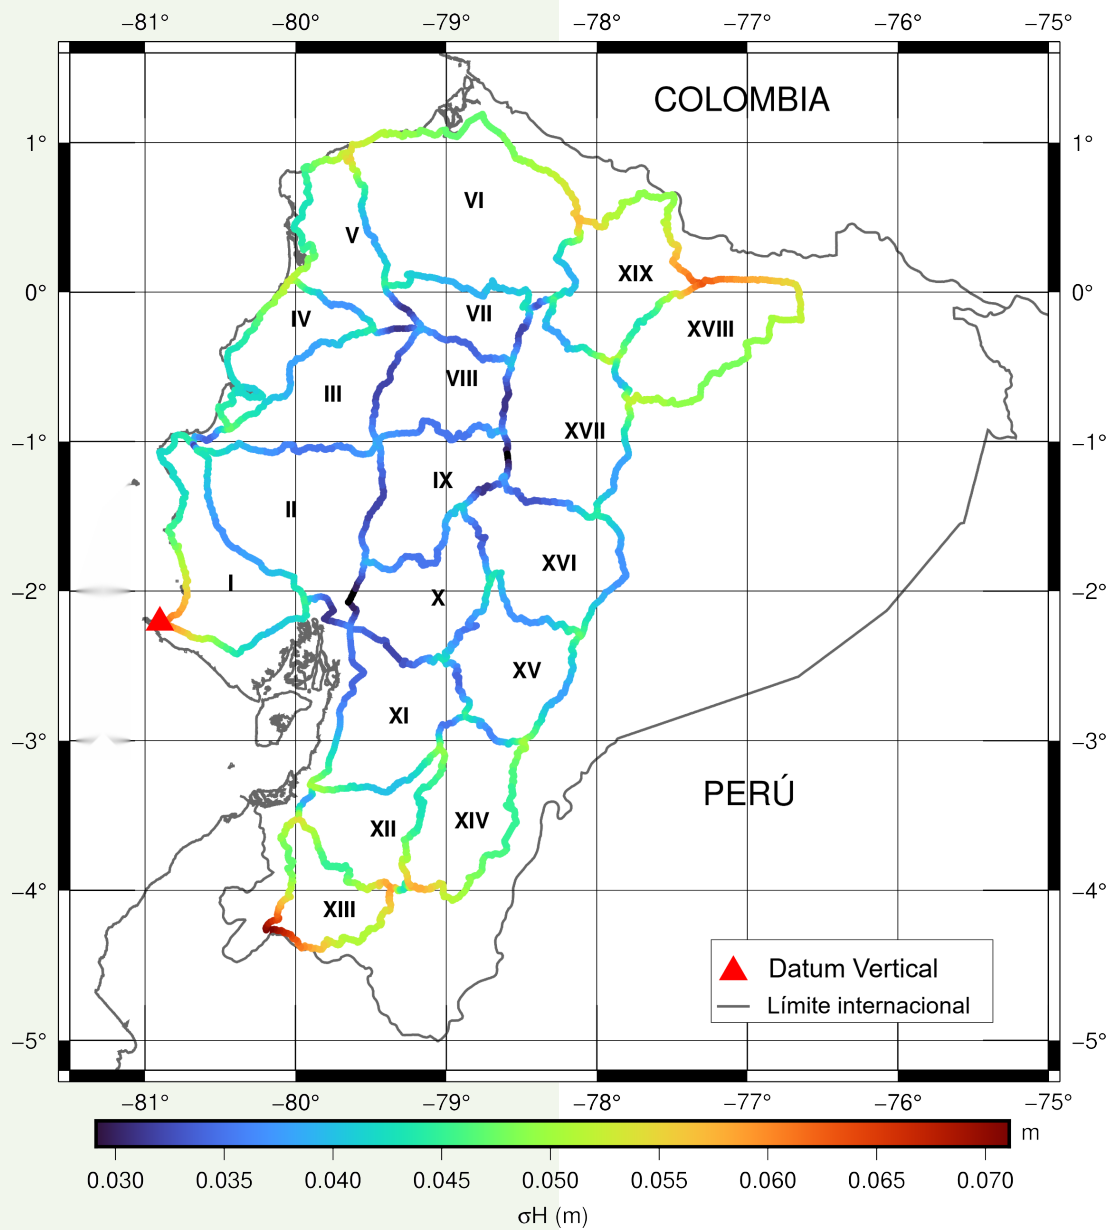 −81° −80° −79° −78° −77° −76° −75°
COLOMBIA
1° 1°
VI
V
XIX
0° 0°
IV VII XVIII
VIII
III
XVII
−1° −1°
IX
II
XVI
I X
−2° −2°
XV
XI
−3° −3°
PERÚ
XII XIV
−4° −4°
XIII
Datum Vertical
Límite internacional
−5° −5°
−81° −80° −79° −78° −77° −76° −75°
m
0.030 0.035 0.040 0.045 0.050 0.055 0.060 0.065 0.070
σH (m)